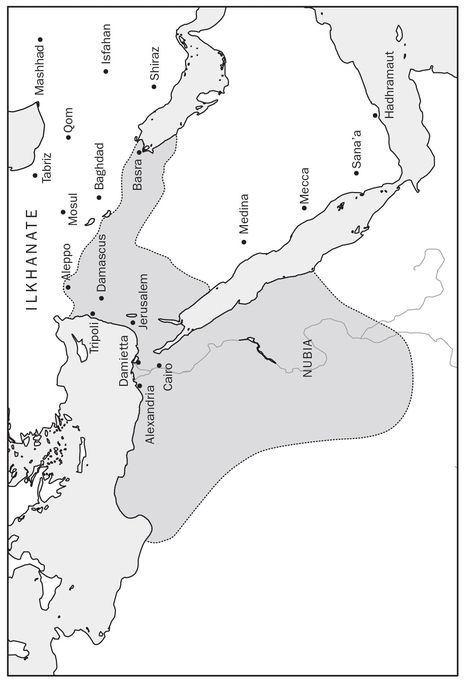 ILKHANATE
Tabriz
Mashhad
Qom
Mosul
Isfahan
Aleppo
Baghdad
Damascus
Shiraz
Tripoli
Basra
Jerusalem
Damietta
Alexandria
Cairo
Medina
Mecca
Sana'a
Hadhramaut
NUBIA